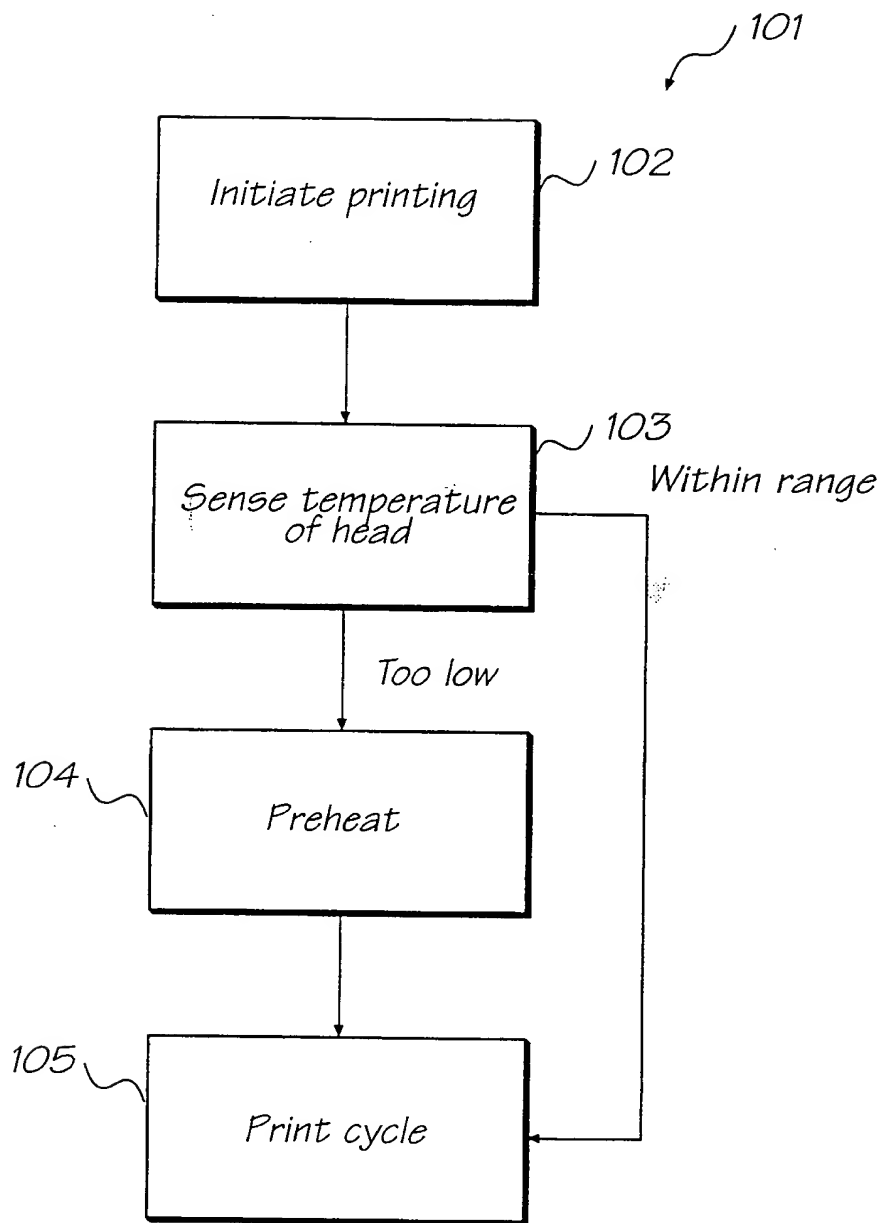 101
Initiate printing
102
103
Sense temperature
of head
Within range
Too low
104
Preheat
105
Print cycle